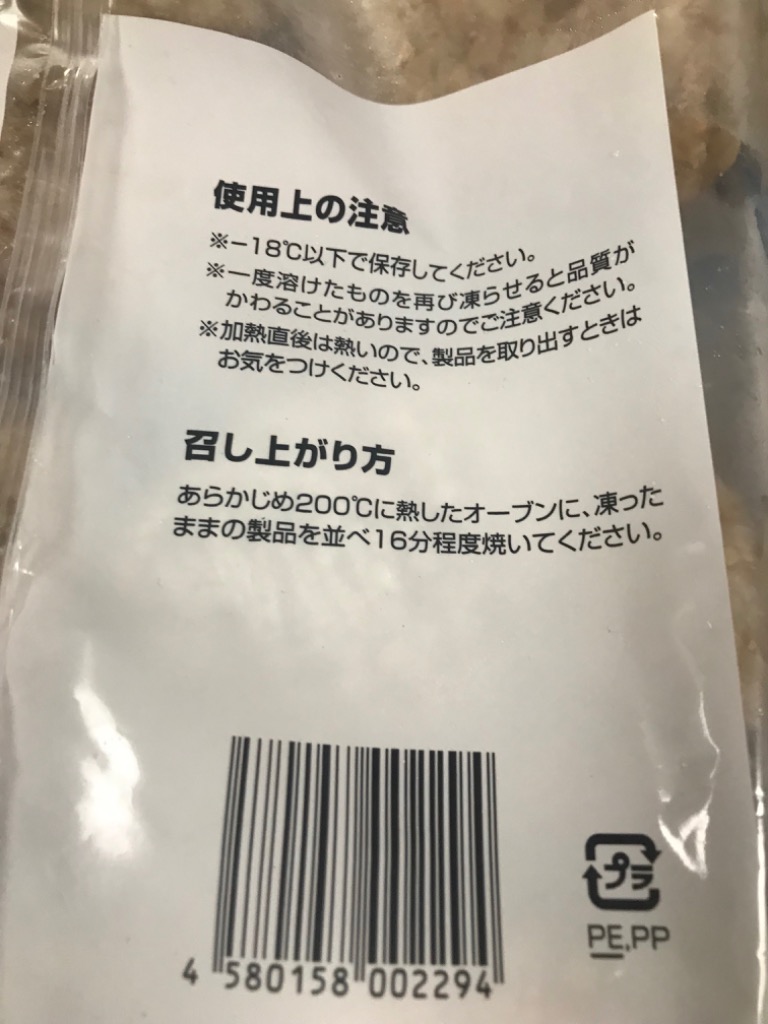 使用上の注意
※−18℃以下で保存してください。
※一度溶けたものを再び凍らせると品質が
かわることがありますのでご注意ください。
※加熱直後は熱いので、製品を取り出すときは
お気をつけください。
召し上がり方
あらかじめ200℃に熱したオーブンに、凍った
ままの製品を並べ16分程度焼いてください。
プラ
PE,PP
4 580158 002294